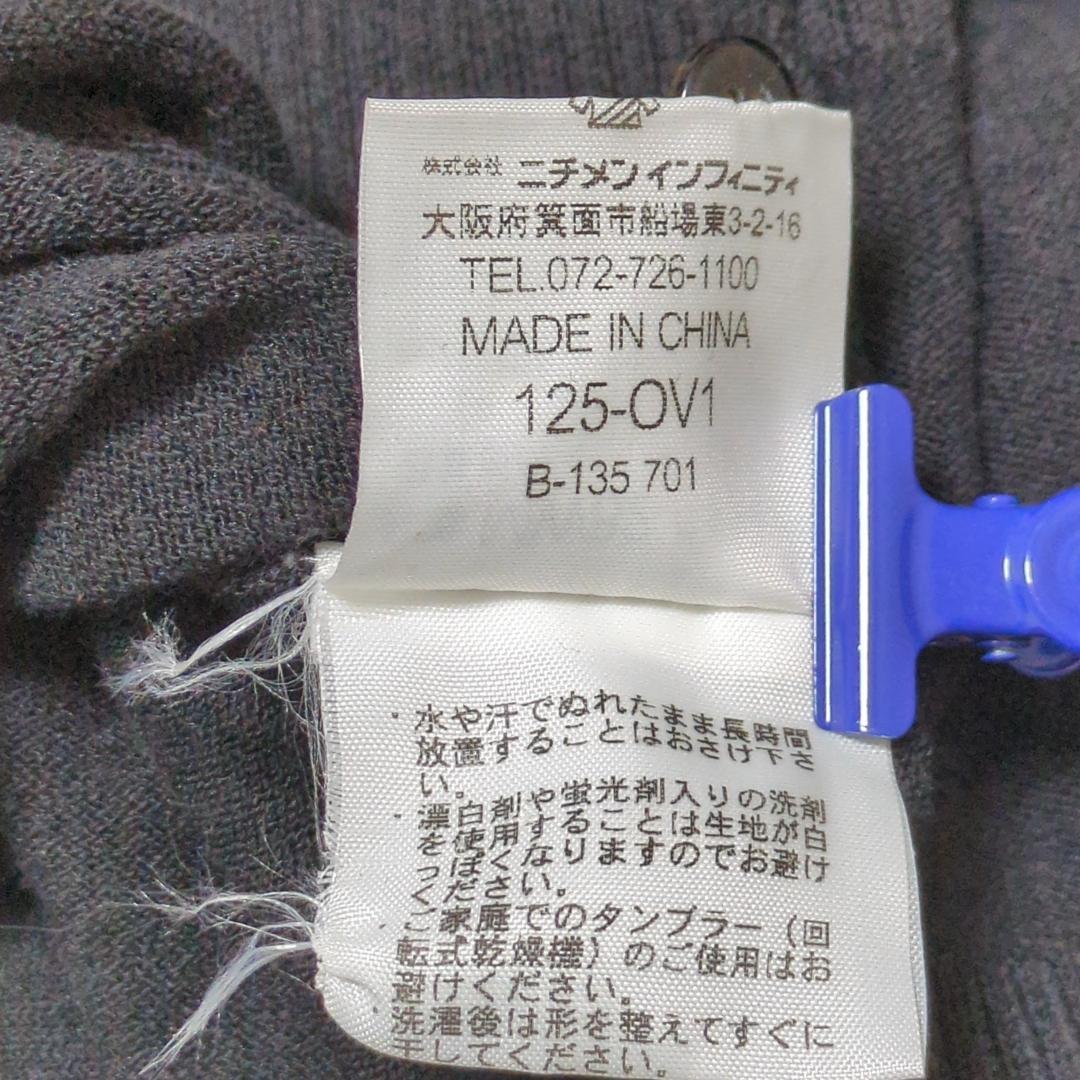 株式会社 ニチメンインフィニティ
大阪府箕面市船場東3-2-16
TEL.072-726-1100
MADE IN CHINA
125-OV1
B-135 701
・水や汗でぬれたまま長時間
放置することはおさけ下さ
い。
・漂白剤や蛍光剤入りの洗剤
を使用することは生地が白
っぽくなりますのでお避け
ください。
・ご家庭でのタンブラー(回
転式乾燥機)のご使用はお
避けください。
・洗濯後は形を整えてすぐに
干してください。